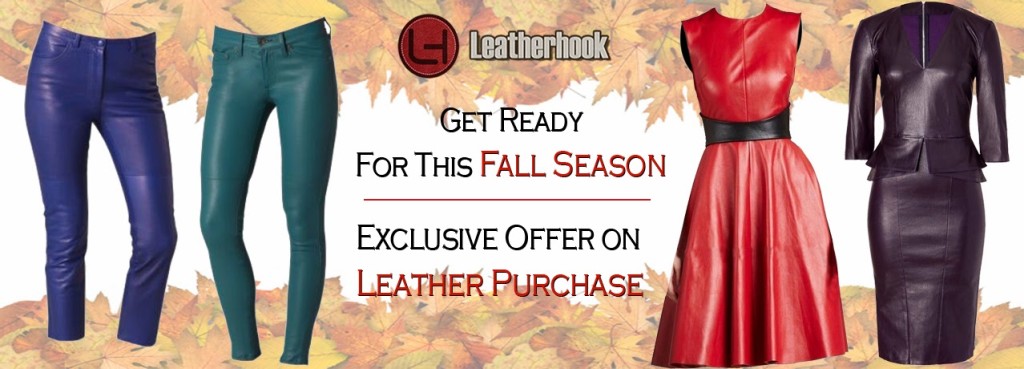 LH Leatherhook
Get Ready
For This Fall Season
Exclusive Offer on
Leather Purchase